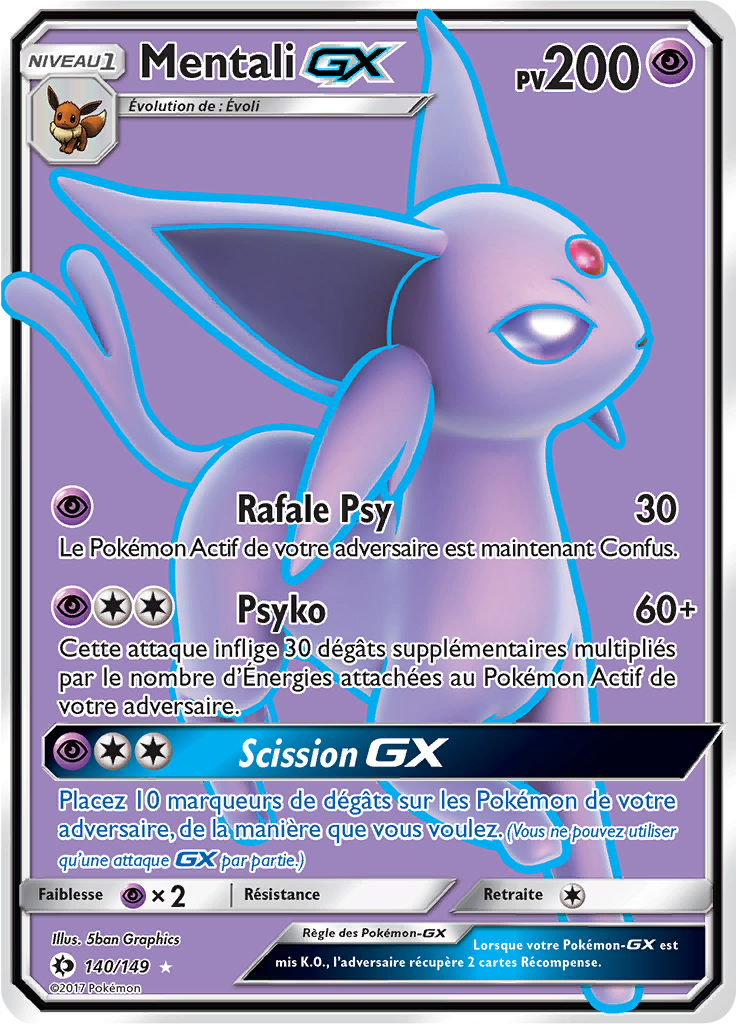 NIVEAU 1
Mentali GX
PV 200
Évolution de : Évoli
Rafale Psy 30
Le Pokémon Actif de votre adversaire est maintenant Confus.
Psyko 60+
Cette attaque inflige 30 dégâts supplémentaires multipliés
par le nombre d'Énergies attachées au Pokémon Actif de
votre adversaire.
Scission GX
Placez 10 marqueurs de dégâts sur les Pokémon de votre
adversaire, de la manière que vous voulez. (Vous ne pouvez utiliser
qu'une attaque GX par partie.)
Faiblesse × 2 Résistance Retraite
Illus. 5ban Graphics
140/149
©2017 Pokémon
Règle des Pokémon-GX
Lorsque votre Pokémon-GX est
mis K.O., l'adversaire récupère 2 cartes Récompense.